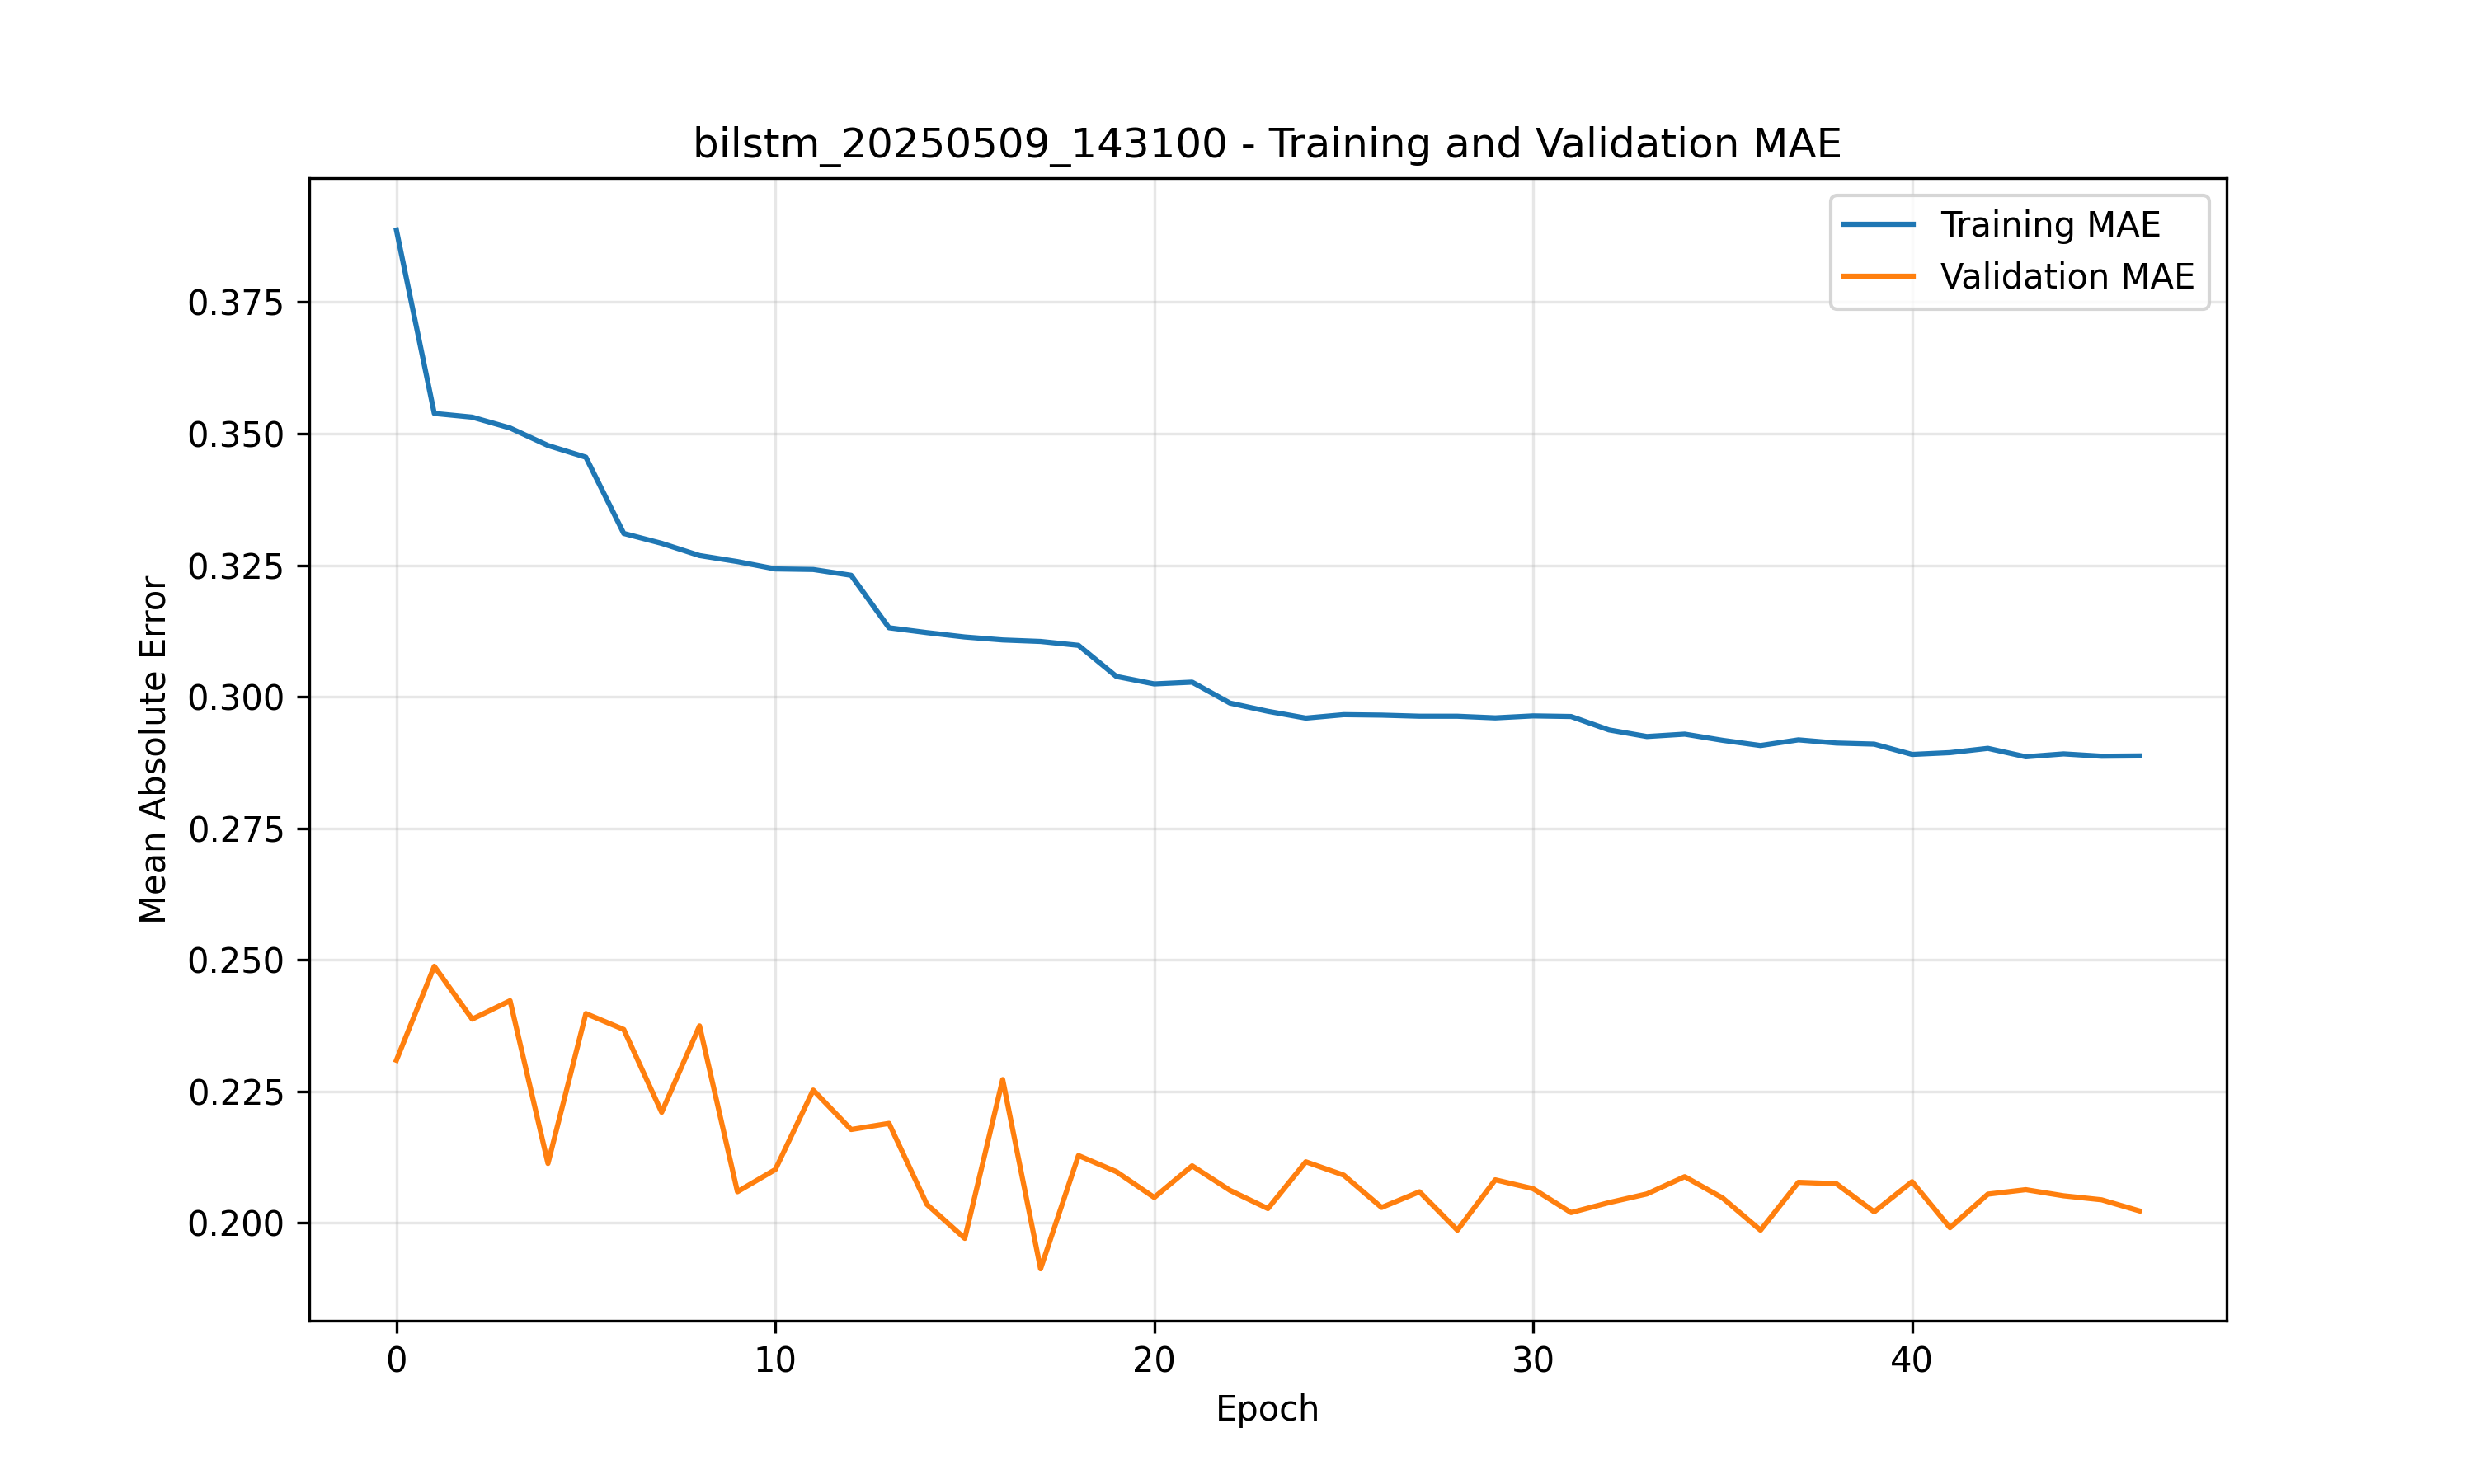 bilstm_20250509_143100 - Training and Validation MAE
Training MAE
Validation MAE
Mean Absolute Error
0.375
0.350
0.325
0.300
0.275
0.250
0.225
0.200
0
10
20
30
40
Epoch